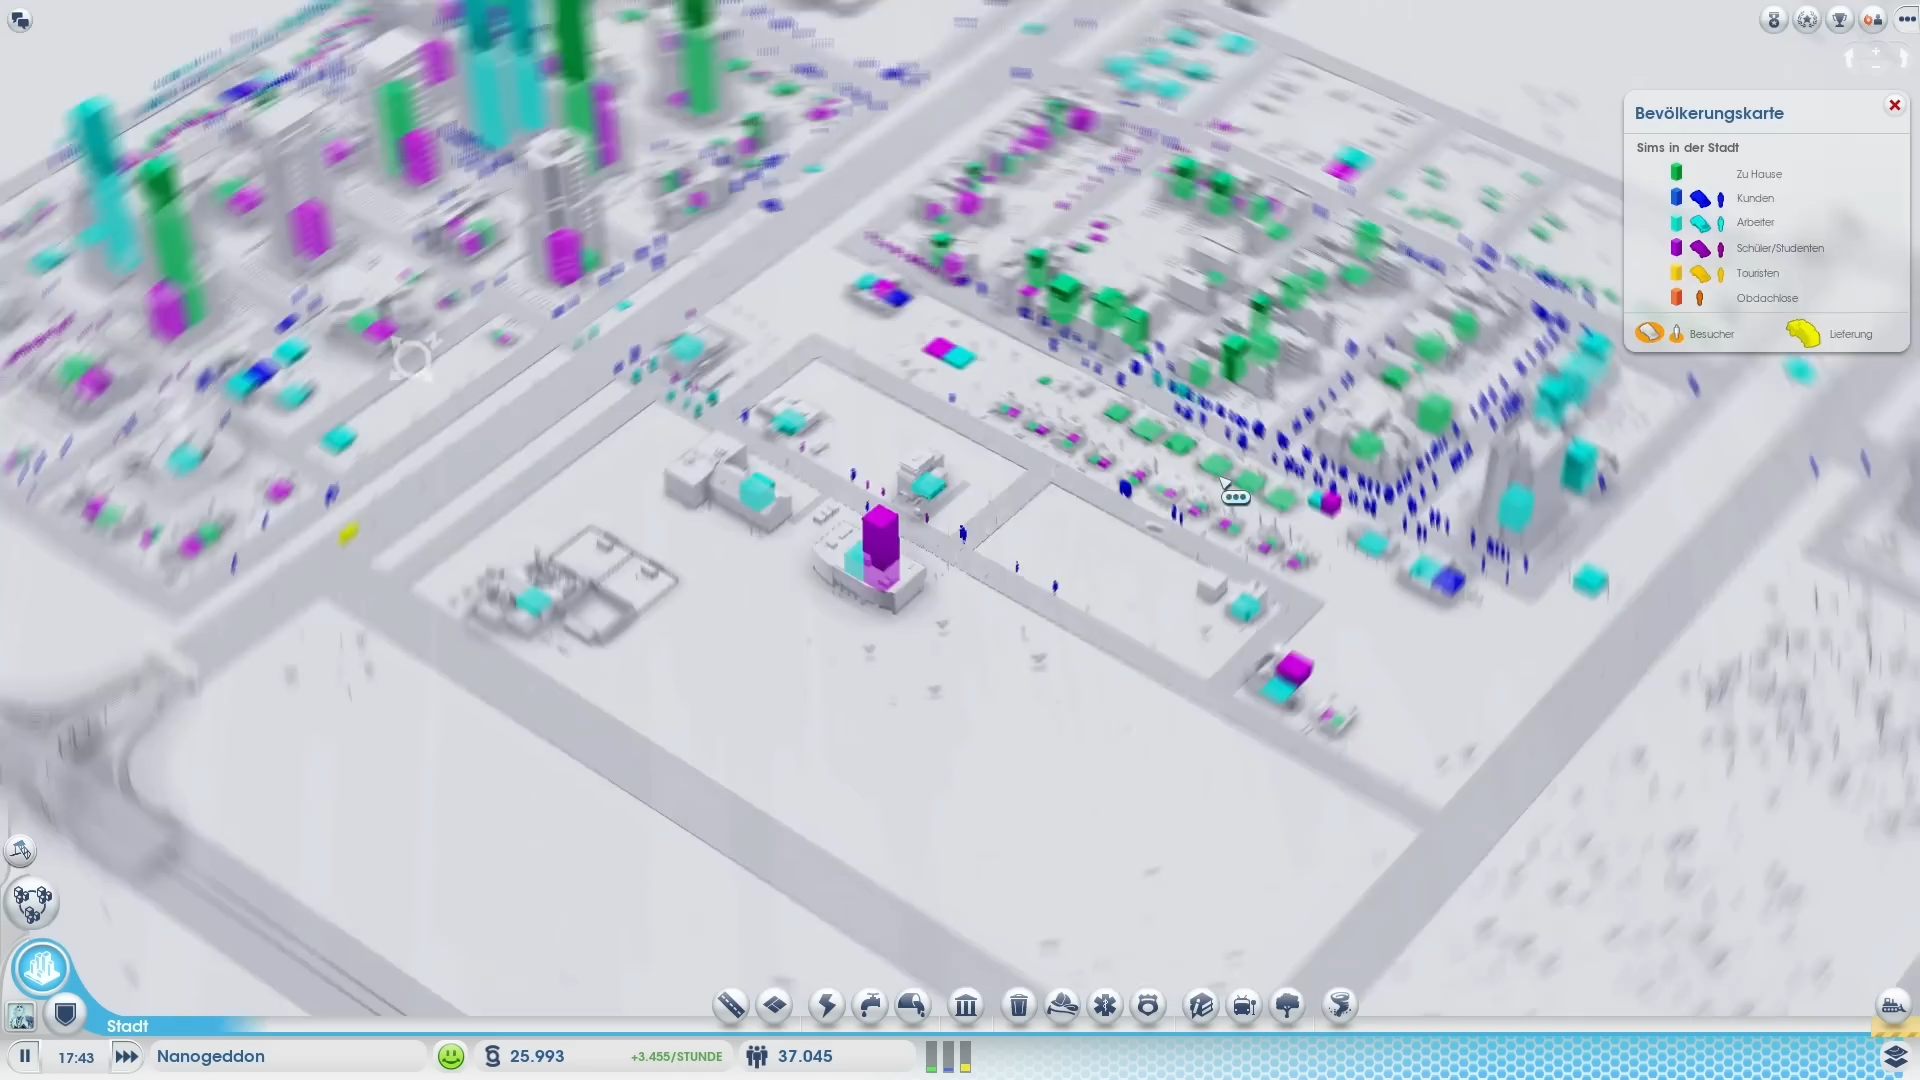 Bevölkerungskarte
Sims in der Stadt
Zu Hause
Kunden
Arbeiter
Schüler/Studenten
Touristen
Obdachlose
Besucher
Lieferung
Stadt
17:43
Nanogeddon
25.993
+3.455/STUNDE
37.045